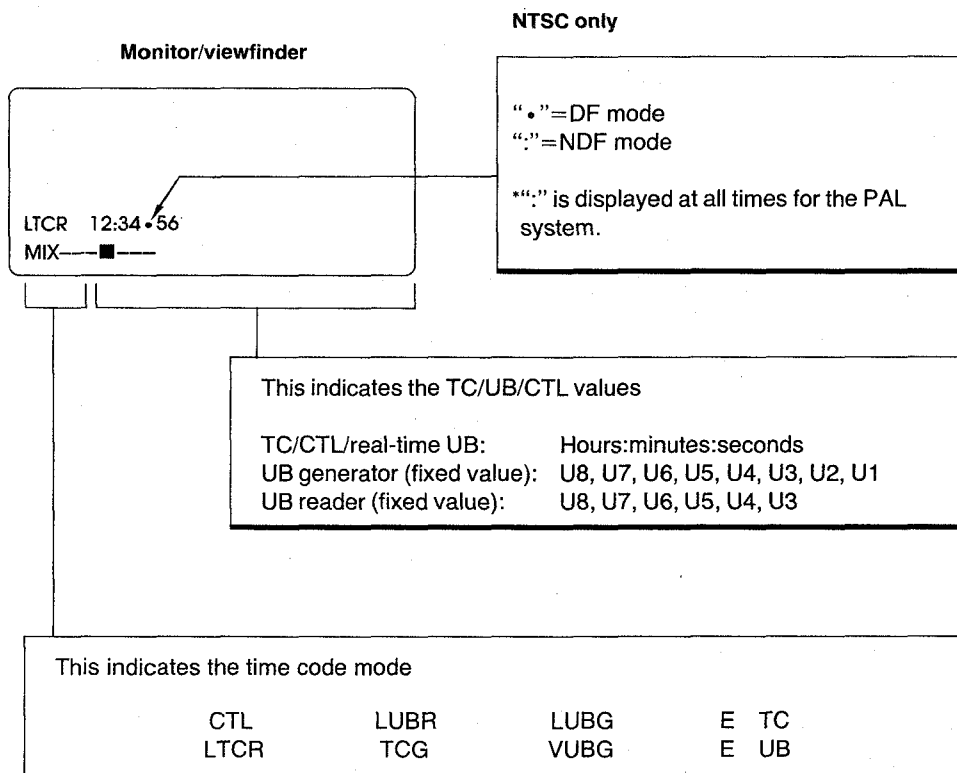 NTSC only
Monitor/viewfinder
"•"=DF mode
":"=NDF mode
*":" is displayed at all times for the PAL
system.
LTCR 12:34•56
MIX---■---
This indicates the TC/UB/CTL values
TC/CTL/real-time UB: Hours:minutes:seconds
UB generator (fixed value): U8, U7, U6, U5, U4, U3, U2, U1
UB reader (fixed value): U8, U7, U6, U5, U4, U3
This indicates the time code mode
CTL LUBR LUBG E TC
LTCR TCG VUBG E UB